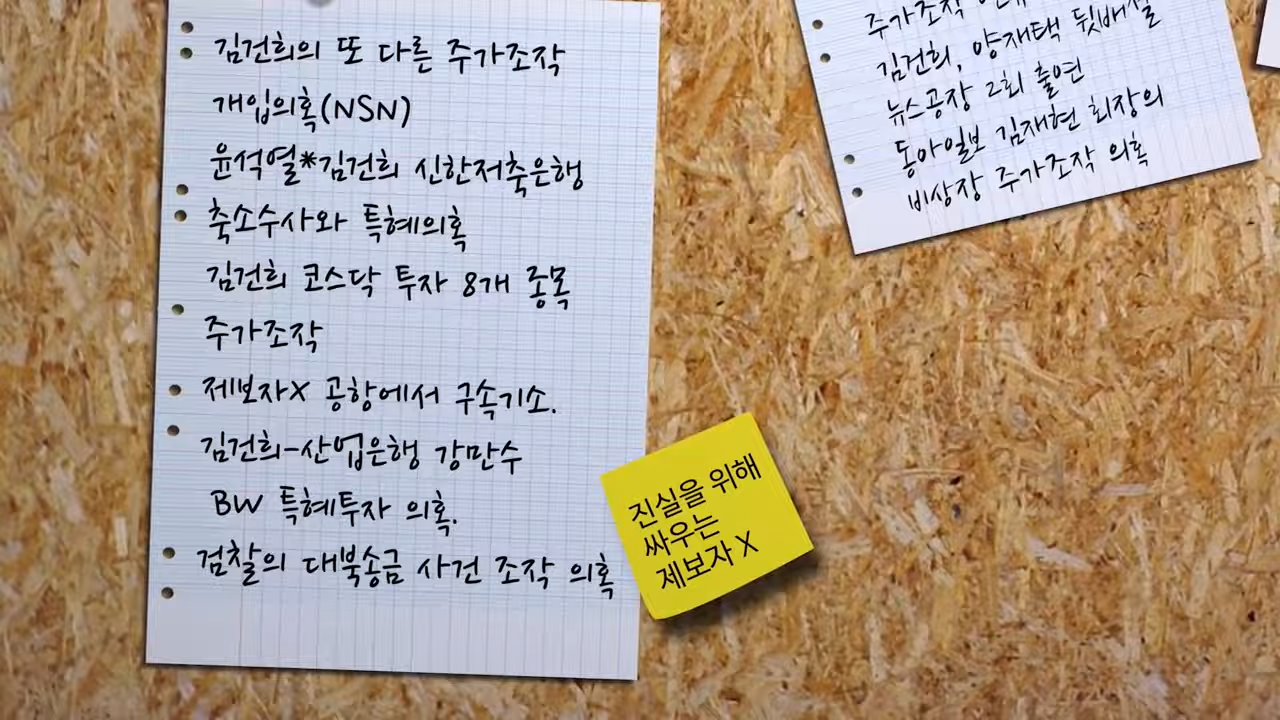 김건희의 또 다른 주가조작
개입의혹(NSN)
윤석열*김건희 신한저축은행
축소수사와 특혜의혹
김건희 코스닥 투자 8개 종목
주가조작
제보자X 공항에서 구속기소.
김건희-산업은행 강만수
BW 특혜투자 의혹.
검찰의 대북송금 사건 조작 의혹
진실을 위해
싸우는
제보자 X
주가조작
김건희, 양재택 뒷배설
뉴스공장 2회 출연
동아일보 김재현 회장의
비상장 주가조작 의혹